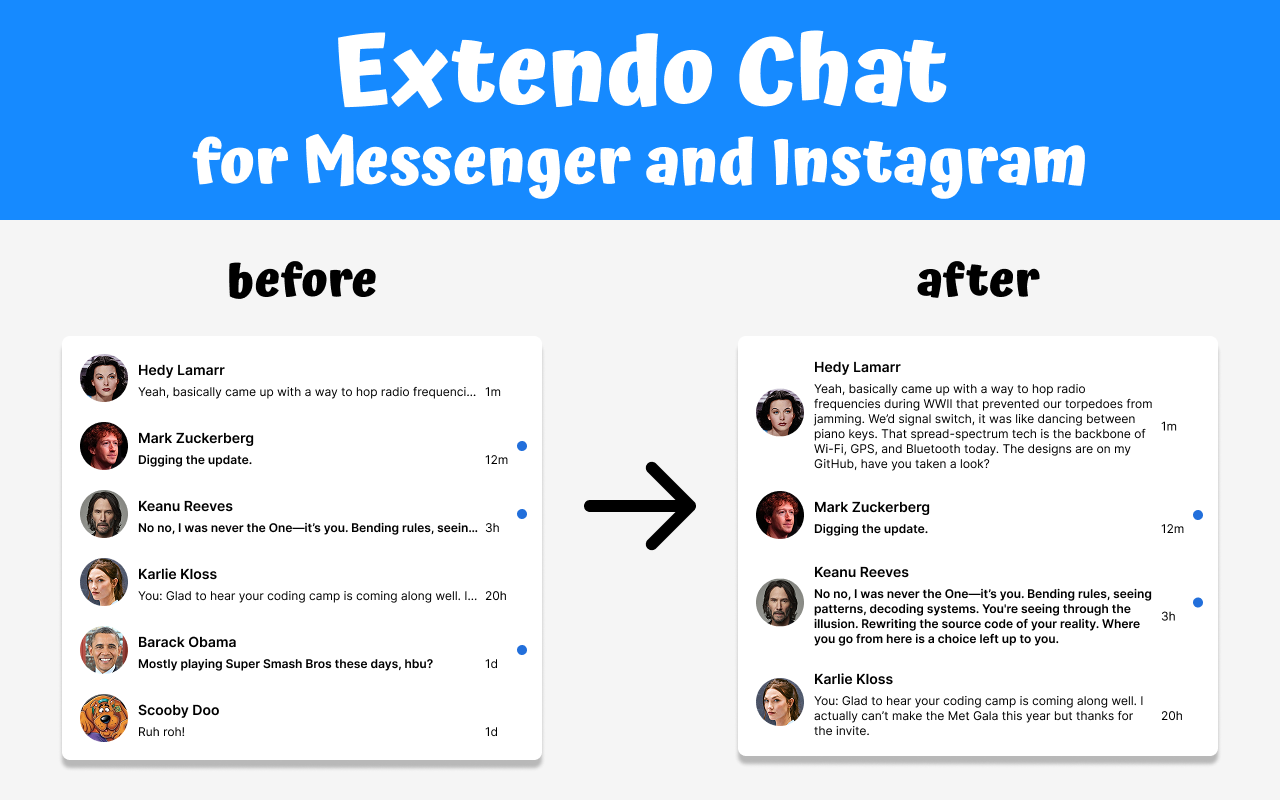 Extendo Chat
for Messenger and Instagram
before
Hedy Lamarr
Yeah, basically came up with a way to hop radio frequenci... 1m
Mark Zuckerberg
Digging the update. 12m
Keanu Reeves
No no, I was never the One—it’s you. Bending rules, seein... 3h
Karlie Kloss
You: Glad to hear your coding camp is coming along well. I... 20h
Barack Obama
Mostly playing Super Smash Bros these days, hbu? 1d
Scooby Doo
Ruh roh! 1d
after
Hedy Lamarr
Yeah, basically came up with a way to hop radio
frequencies during WWII that prevented our torpedoes from
jamming. We’d signal switch, it was like dancing between
piano keys. That spread-spectrum tech is the backbone of
Wi-Fi, GPS, and Bluetooth today. The designs are on my
GitHub, have you taken a look?
1m
Mark Zuckerberg
Digging the update. 12m
Keanu Reeves
No no, I was never the One—it’s you. Bending rules, seeing
patterns, decoding systems. You're seeing through the
illusion. Rewriting the source code of your reality. Where
you go from here is a choice left up to you.
3h
Karlie Kloss
You: Glad to hear your coding camp is coming along well. I
actually can’t make the Met Gala this year but thanks for
the invite.
20h